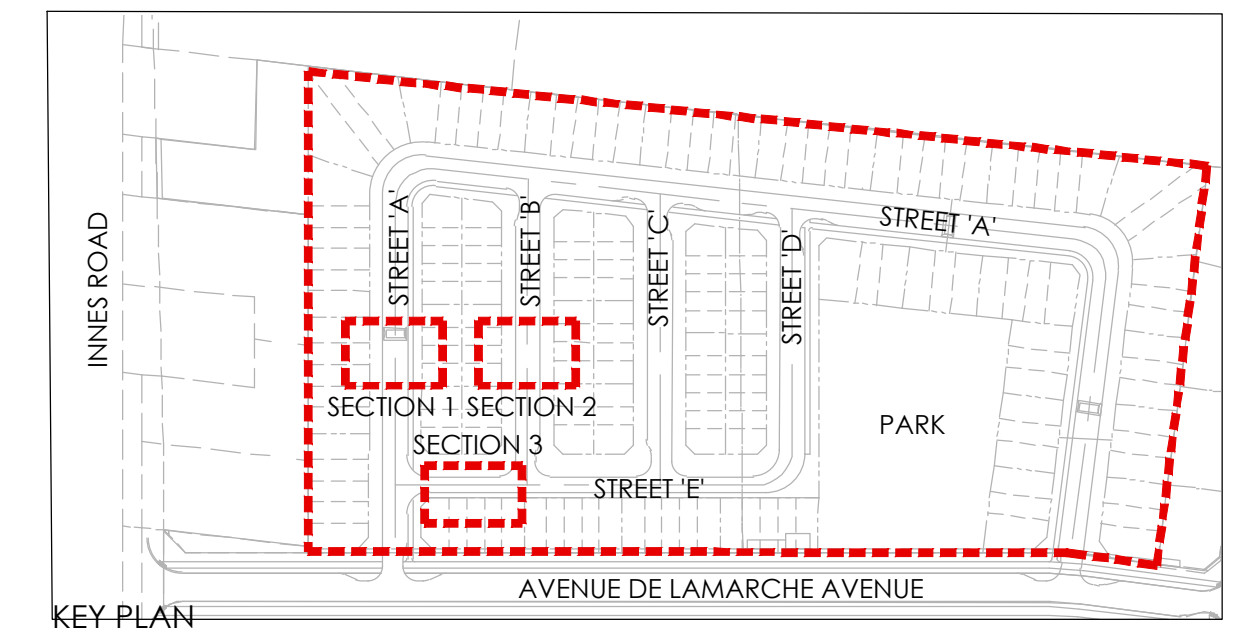 INNES ROAD
STREET 'A'
STREET 'B'
STREET 'C'
STREET 'D'
STREET 'A'
SECTION 1
SECTION 2
SECTION 3
PARK
STREET 'E'
AVENUE DE LAMARCHE AVENUE
KEY PLAN